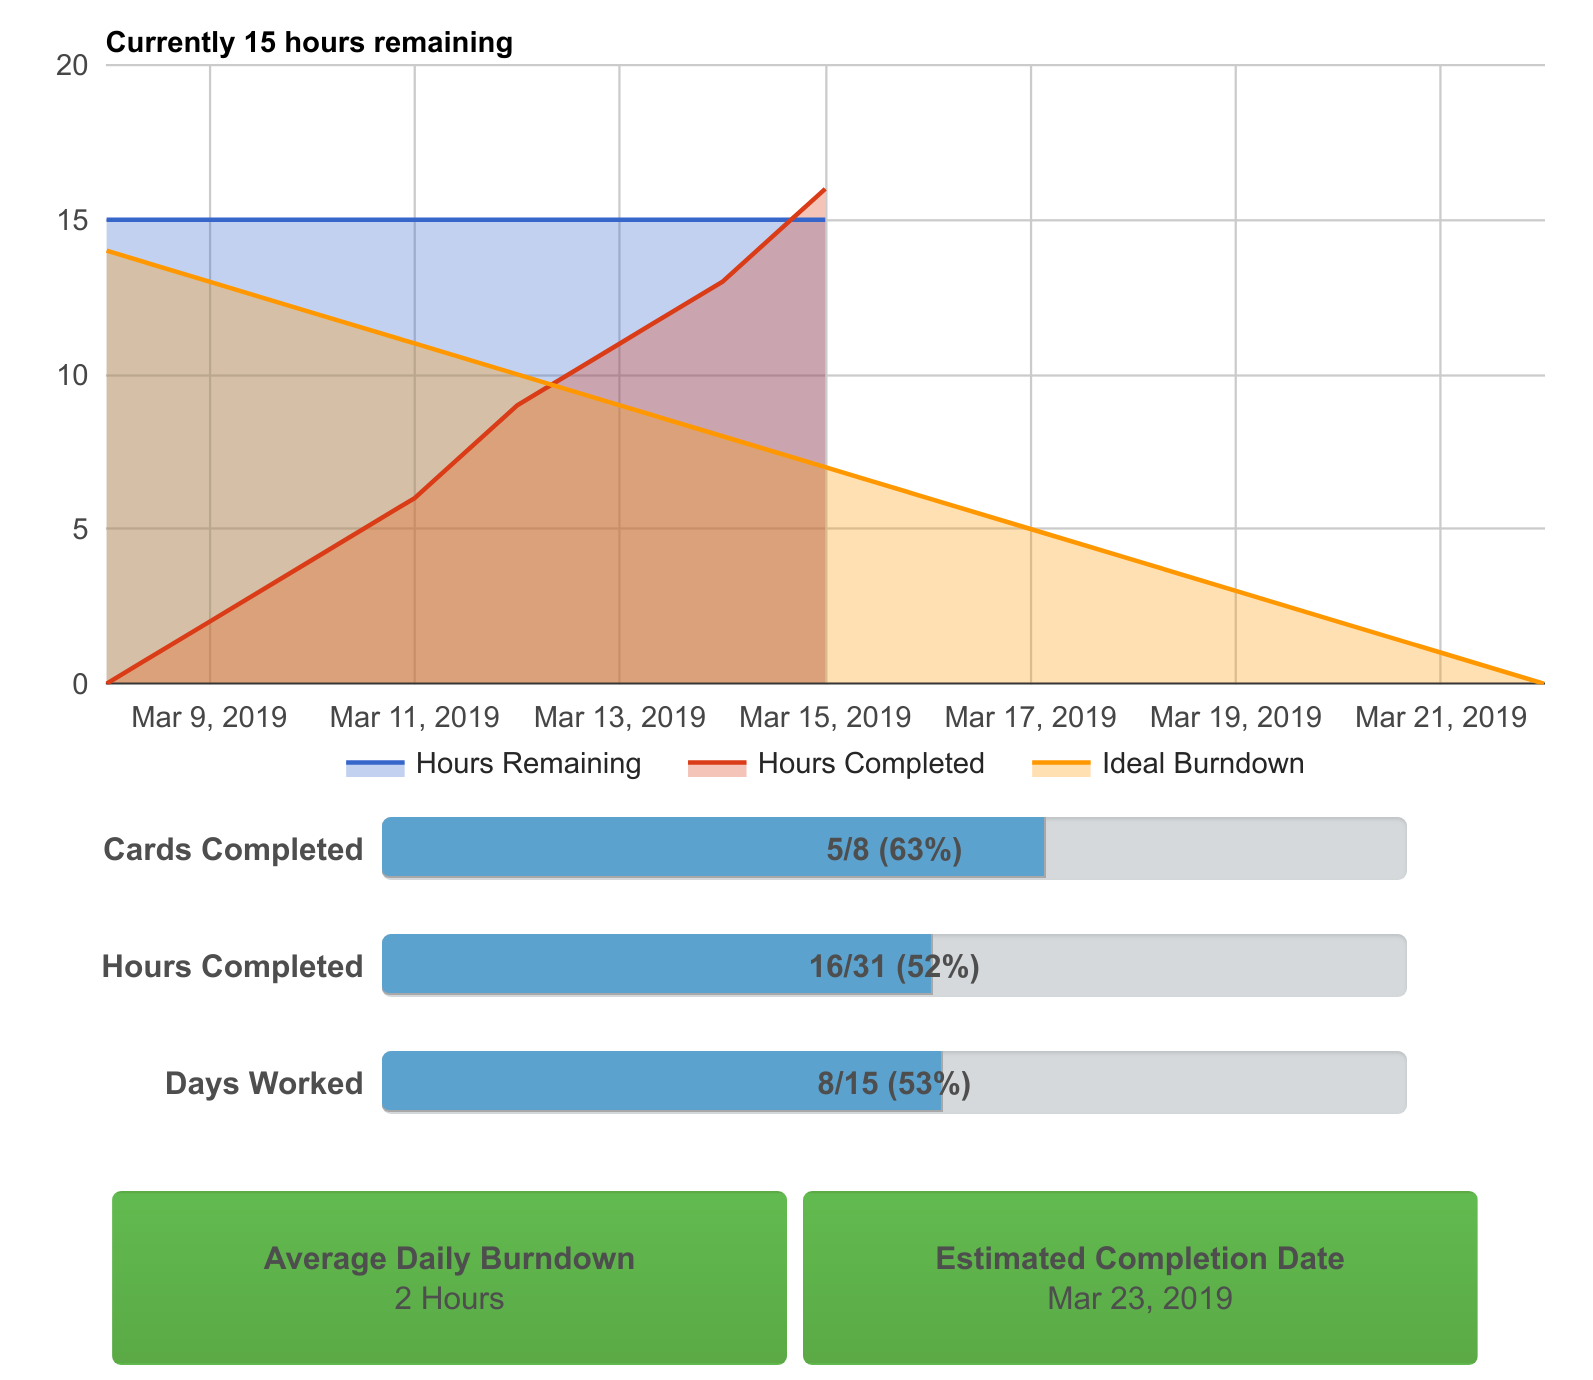 Currently 15 hours remaining
20
15
10
5
0
Mar 9, 2019 Mar 11, 2019 Mar 13, 2019 Mar 15, 2019 Mar 17, 2019 Mar 19, 2019 Mar 21, 2019
Hours Remaining Hours Completed Ideal Burndown
Cards Completed 5/8 (63%)
Hours Completed 16/31 (52%)
Days Worked 8/15 (53%)
Average Daily Burndown
2 Hours
Estimated Completion Date
Mar 23, 2019